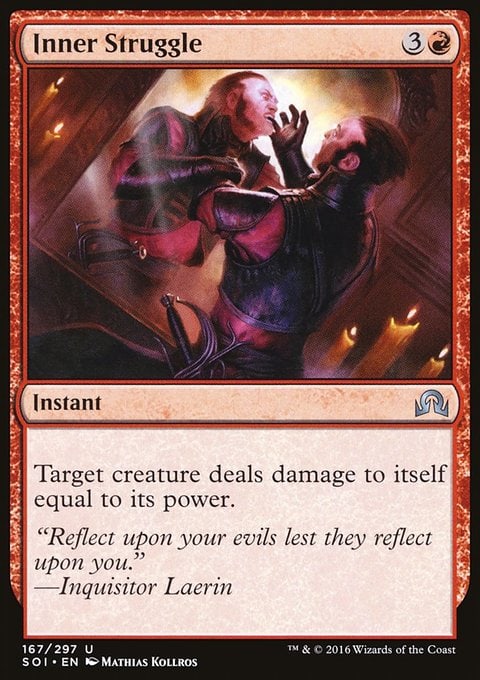 Inner Struggle 3
Instant
Target creature deals damage to itself
equal to its power.
“Reflect upon your evils lest they reflect
upon you.”
—Inquisitor Laerin
167/297 U
SOI • EN Mathias Kollros
™ & © 2016 Wizards of the Coast